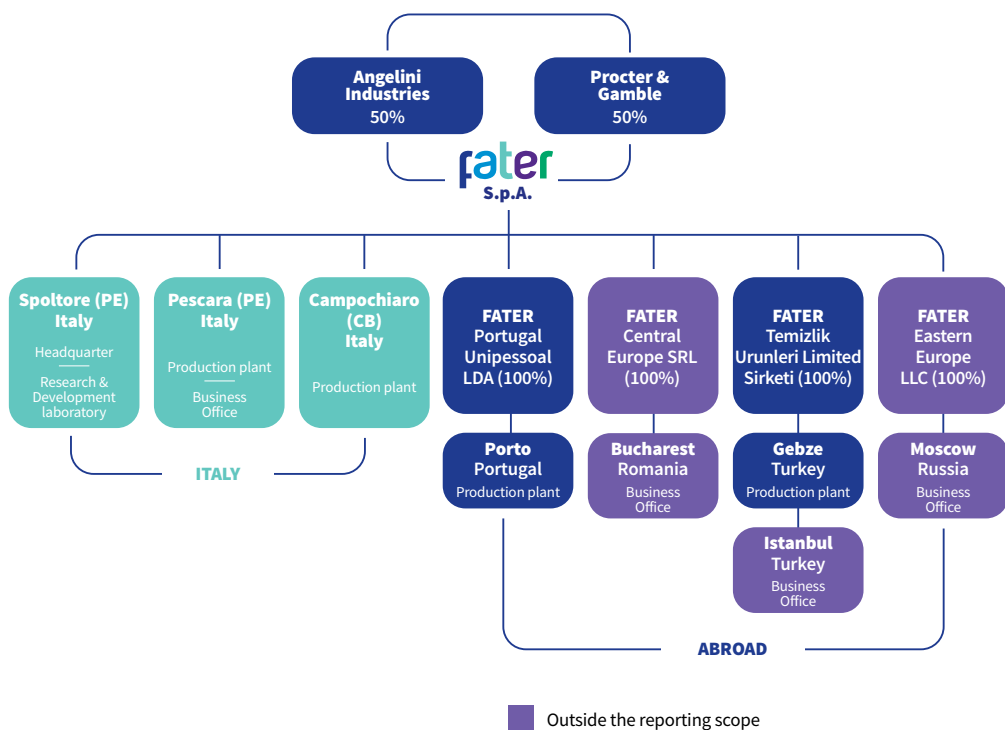 Angelini
Industries
50%
Procter &
Gamble
50%
fater
S.p.A.
Spoltore (PE)
Italy
Headquarter
Research &
Development
laboratory
Pescara (PE)
Italy
Production plant
Business
Office
Campochiaro
(CB)
Italy
Production plant
FATER
Portugal
Unipessoal
LDA (100%)
FATER
Central
Europe SRL
(100%)
FATER
Temizlik
Urunleri Limited
Sirketi (100%)
FATER
Eastern
Europe
LLC (100%)
Porto
Portugal
Production plant
Bucharest
Romania
Business
Office
Gebze
Turkey
Production plant
Moscow
Russia
Business
Office
ITALY
Istanbul
Turkey
Business
Office
ABROAD
Outside the reporting scope